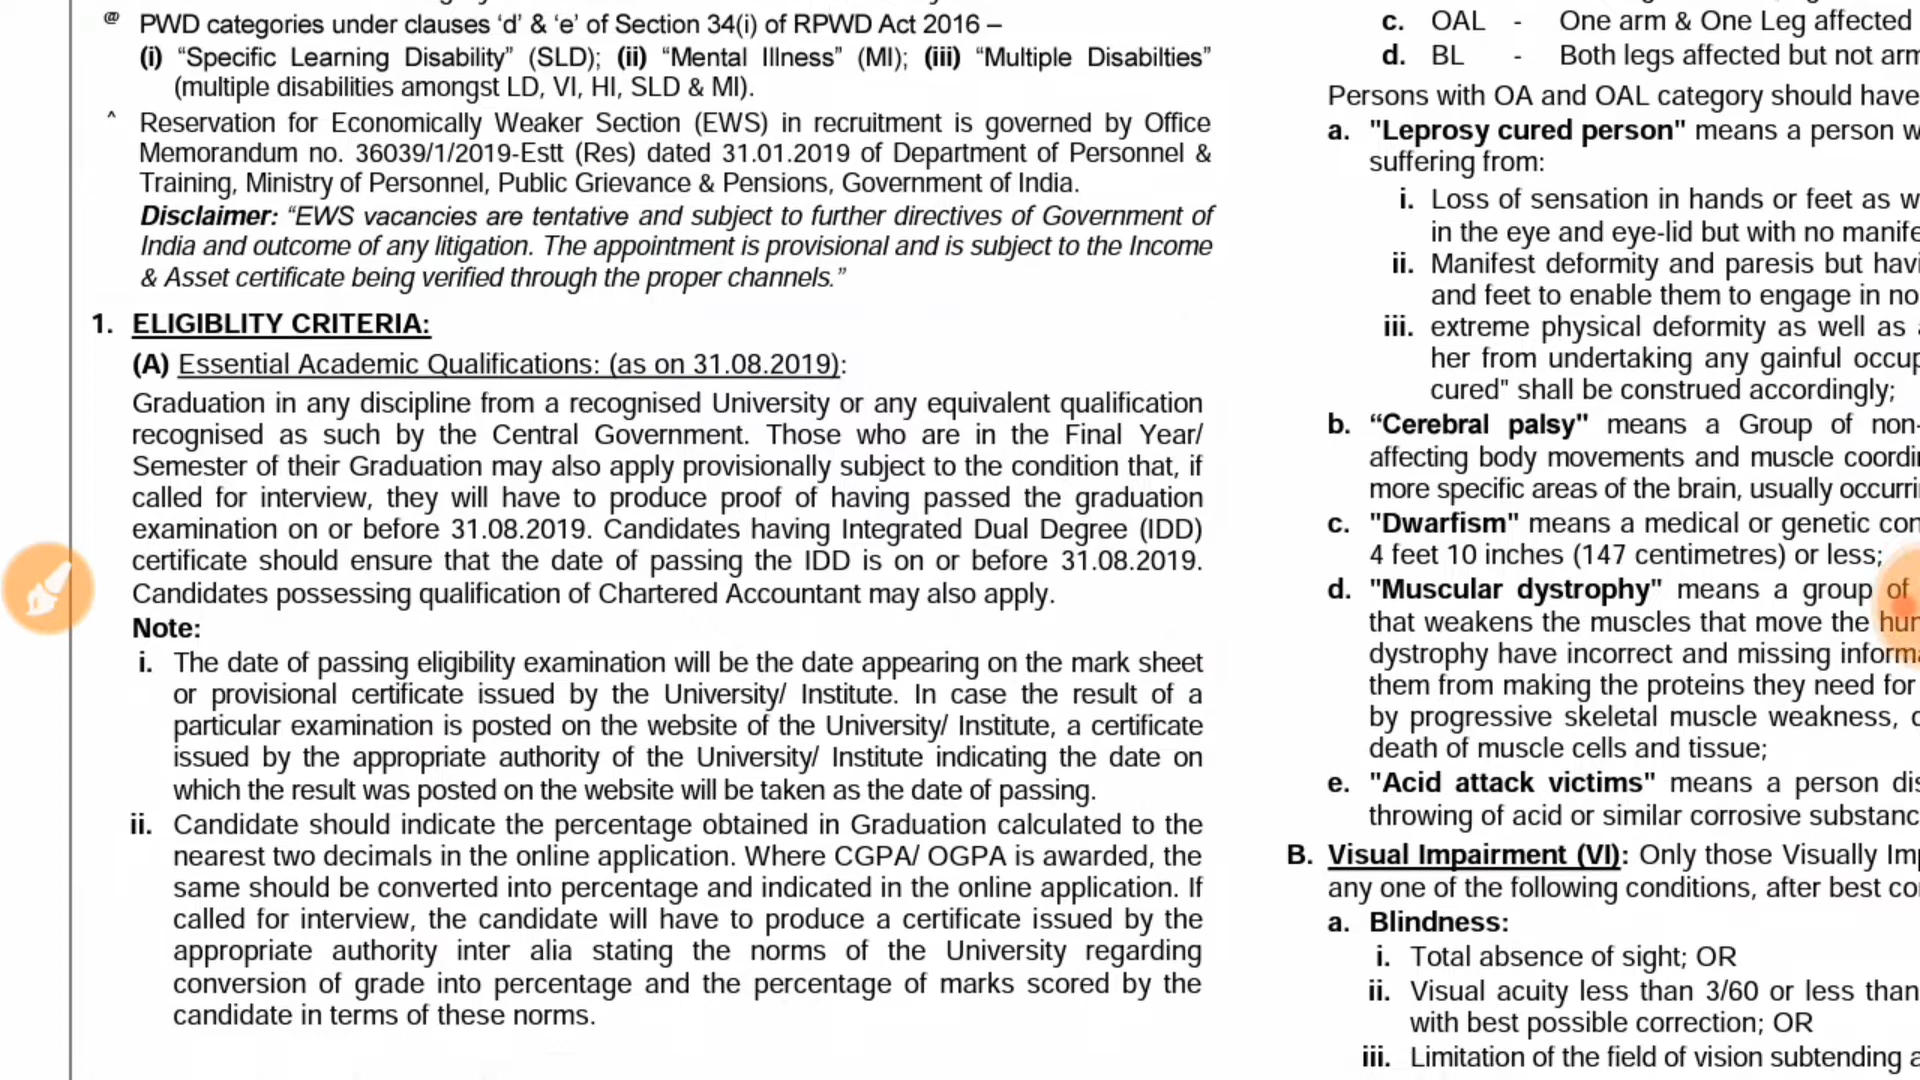 @ PWD categories under clauses ‘d’ & ‘e’ of Section 34(i) of RPWD Act 2016 –
(i) “Specific Learning Disability” (SLD); (ii) “Mental Illness” (MI); (iii) “Multiple Disabilties”
(multiple disabilities amongst LD, VI, HI, SLD & MI).
^ Reservation for Economically Weaker Section (EWS) in recruitment is governed by Office
Memorandum no. 36039/1/2019-Estt (Res) dated 31.01.2019 of Department of Personnel &
Training, Ministry of Personnel, Public Grievance & Pensions, Government of India.
Disclaimer: “EWS vacancies are tentative and subject to further directives of Government of
India and outcome of any litigation. The appointment is provisional and is subject to the Income
& Asset certificate being verified through the proper channels.”
1. ELIGIBLITY CRITERIA:
(A) Essential Academic Qualifications: (as on 31.08.2019):
Graduation in any discipline from a recognised University or any equivalent qualification
recognised as such by the Central Government. Those who are in the Final Year/
Semester of their Graduation may also apply provisionally subject to the condition that, if
called for interview, they will have to produce proof of having passed the graduation
examination on or before 31.08.2019. Candidates having Integrated Dual Degree (IDD)
certificate should ensure that the date of passing the IDD is on or before 31.08.2019.
Candidates possessing qualification of Chartered Accountant may also apply.
Note:
i. The date of passing eligibility examination will be the date appearing on the mark sheet
or provisional certificate issued by the University/ Institute. In case the result of a
particular examination is posted on the website of the University/ Institute, a certificate
issued by the appropriate authority of the University/ Institute indicating the date on
which the result was posted on the website will be taken as the date of passing.
ii. Candidate should indicate the percentage obtained in Graduation calculated to the
nearest two decimals in the online application. Where CGPA/ OGPA is awarded, the
same should be converted into percentage and indicated in the online application. If
called for interview, the candidate will have to produce a certificate issued by the
appropriate authority inter alia stating the norms of the University regarding
conversion of grade into percentage and the percentage of marks scored by the
candidate in terms of these norms.
c. OAL - One arm & One Leg affected
d. BL - Both legs affected but not
Persons with OA and OAL category should have
a. "Leprosy cured person" means a person
suffering from:
i. Loss of sensation in hands or feet as
in the eye and eye-lid but with no
ii. Manifest deformity and paresis but
and feet to enable them to engage in
iii. extreme physical deformity as well as
her from undertaking any gainful
cured" shall be construed accordingly;
b. “Cerebral palsy" means a Group of non-
affecting body movements and muscle
more specific areas of the brain, usually
c. "Dwarfism" means a medical or genetic
4 feet 10 inches (147 centimetres) or less;
d. "Muscular dystrophy" means a group of
that weakens the muscles that move the
dystrophy have incorrect and missing
them from making the proteins they need for
by progressive skeletal muscle weakness,
death of muscle cells and tissue;
e. "Acid attack victims" means a person
throwing of acid or similar corrosive
B. Visual Impairment (VI): Only those Visually
any one of the following conditions, after best
a. Blindness:
i. Total absence of sight; OR
ii. Visual acuity less than 3/60 or less than
with best possible correction; OR
iii. Limitation of the field of vision subtending